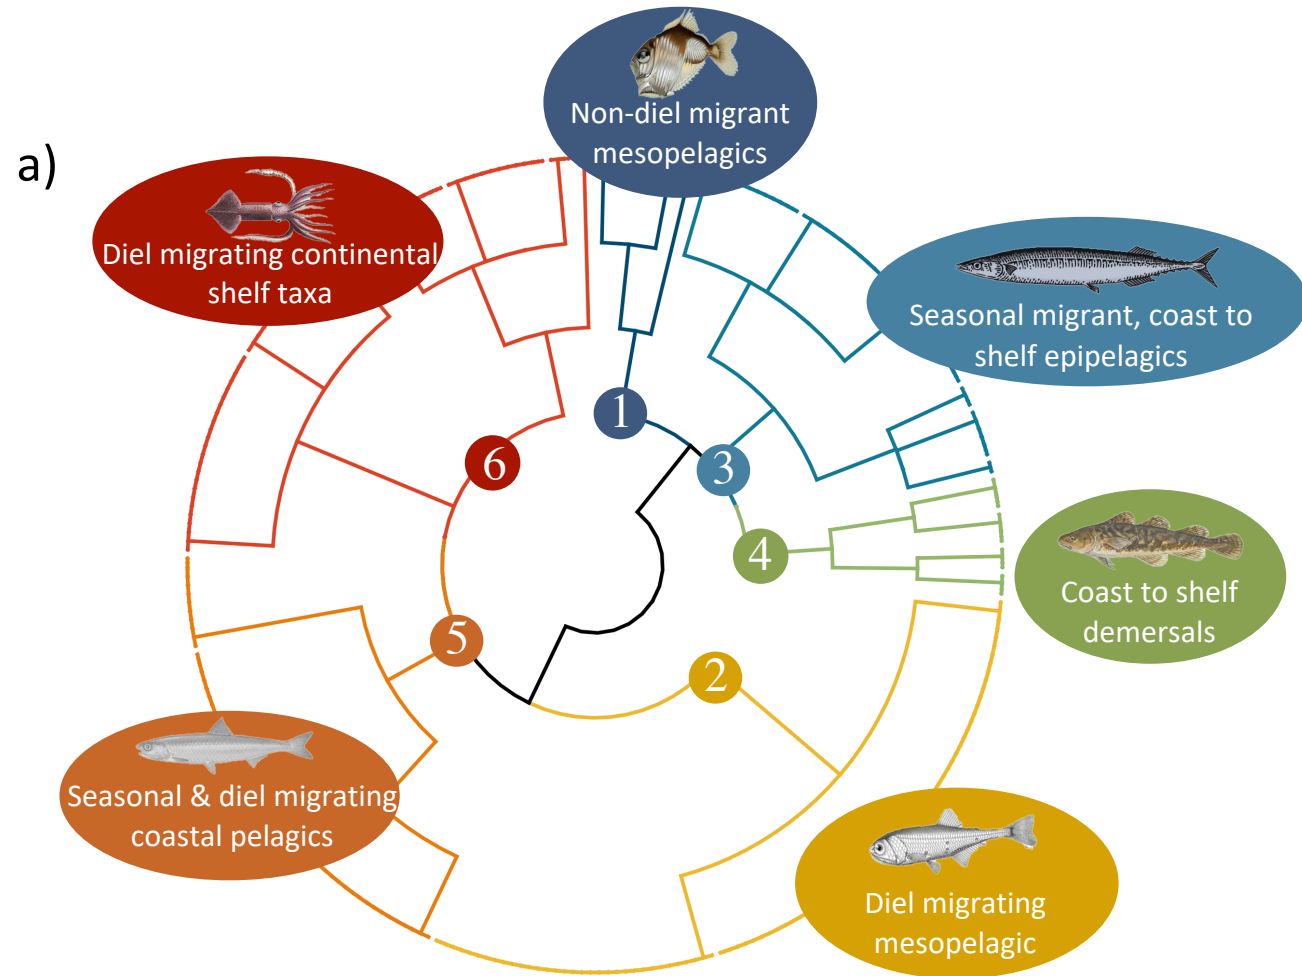 a)
Non-diel migrant
mesopelagics
Diel migrating continental
shelf taxa
Seasonal migrant, coast to
shelf epipelagics
1
6
3
4
Coast to shelf
demersals
5
2
Seasonal & diel migrating
coastal pelagics
Diel migrating
mesopelagic